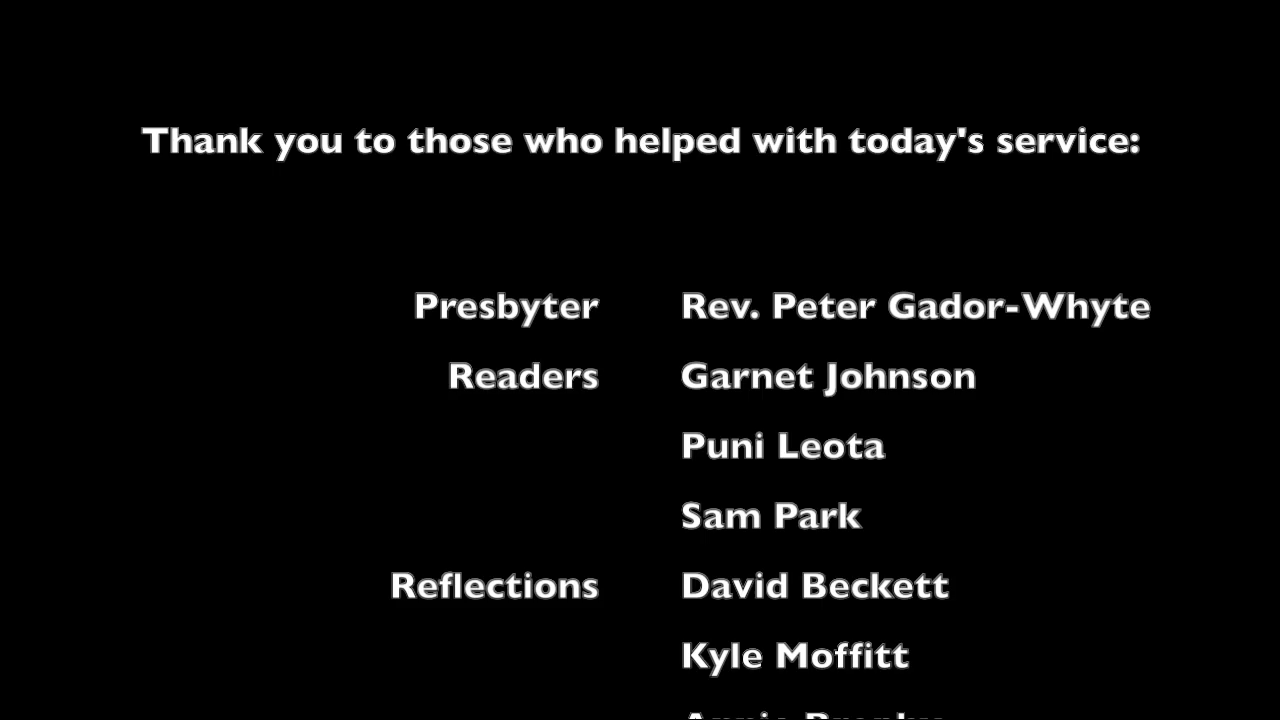 Thank you to those who helped with today's service:
Presbyter Rev. Peter Gador-Whyte
Readers Garnet Johnson
Puni Leota
Sam Park
Reflections David Beckett
Kyle Moffitt